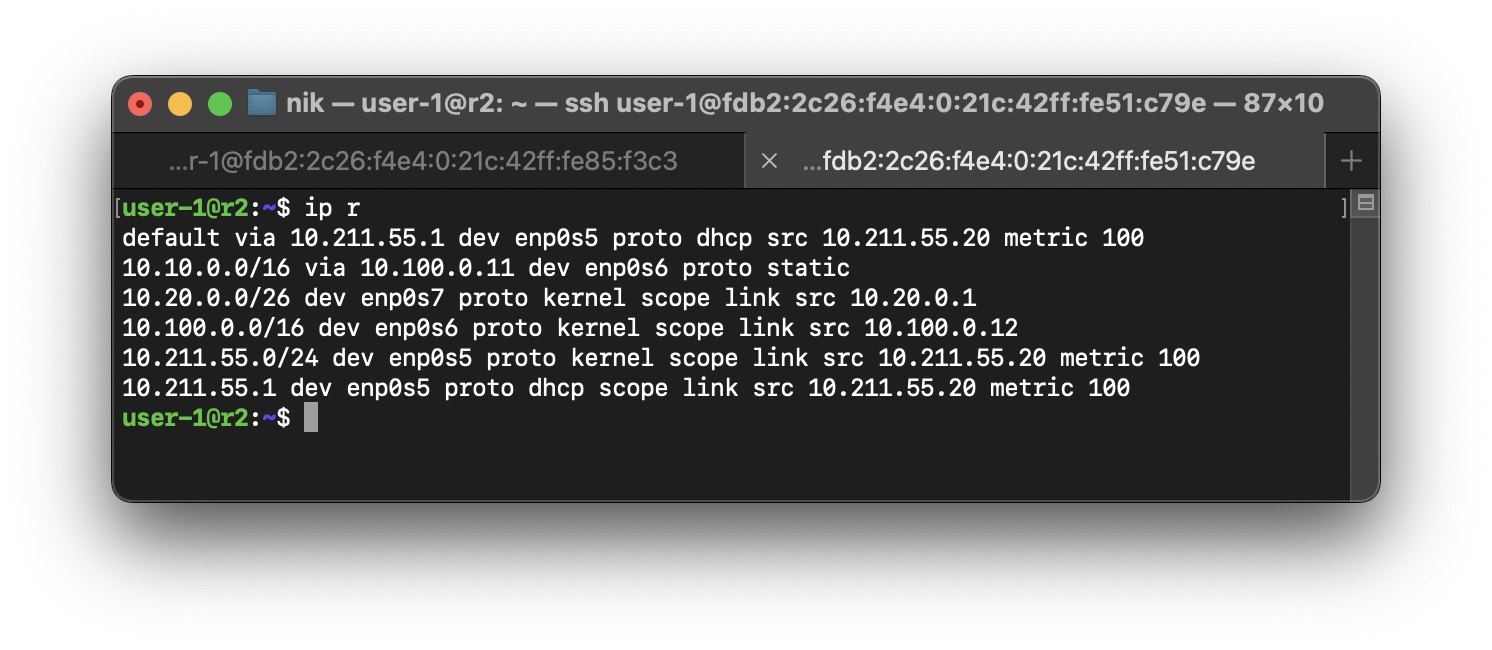 nik — user-1@r2: ~ — ssh user-1@fdb2:2c26:f4e4:0:21c:42ff:fe51:c79e — 87×10
...r-1@fdb2:2c26:f4e4:0:21c:42ff:fe85:f3c3
...fdb2:2c26:f4e4:0:21c:42ff:fe51:c79e
[user-1@r2:~$ ip r ]
default via 10.211.55.1 dev enp0s5 proto dhcp src 10.211.55.20 metric 100
10.10.0.0/16 via 10.100.0.11 dev enp0s6 proto static
10.20.0.0/26 dev enp0s7 proto kernel scope link src 10.20.0.1
10.100.0.0/16 dev enp0s6 proto kernel scope link src 10.100.0.12
10.211.55.0/24 dev enp0s5 proto kernel scope link src 10.211.55.20 metric 100
10.211.55.1 dev enp0s5 proto dhcp scope link src 10.211.55.20 metric 100
user-1@r2:~$